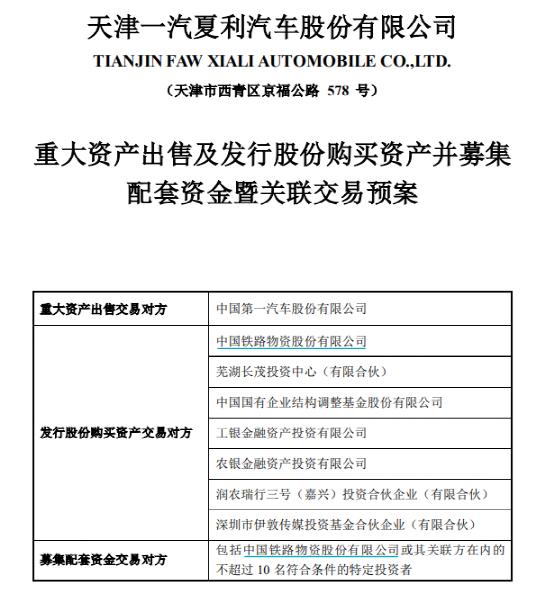 天津一汽夏利汽车股份有限公司
TIANJIN FAW XIALI AUTOMOBILE CO.,LTD.
（天津市西青区京福公路 578 号）
重大资产出售及发行股份购买资产并募集
配套资金暨关联交易预案
重大资产出售交易对方
中国第一汽车股份有限公司
发行股份购买资产交易对方
中国铁路物资股份有限公司
芜湖长茂投资中心（有限合伙）
中国国有企业结构调整基金股份有限公司
工银金融资产投资有限公司
农银金融资产投资有限公司
润农瑞行三号（嘉兴）投资合伙企业（有限合伙）
深圳市伊敦传媒投资基金合伙企业（有限合伙）
募集配套资金交易对方
包括中国铁路物资股份有限公司或其关联方在内的
不超过 10 名符合条件的特定投资者